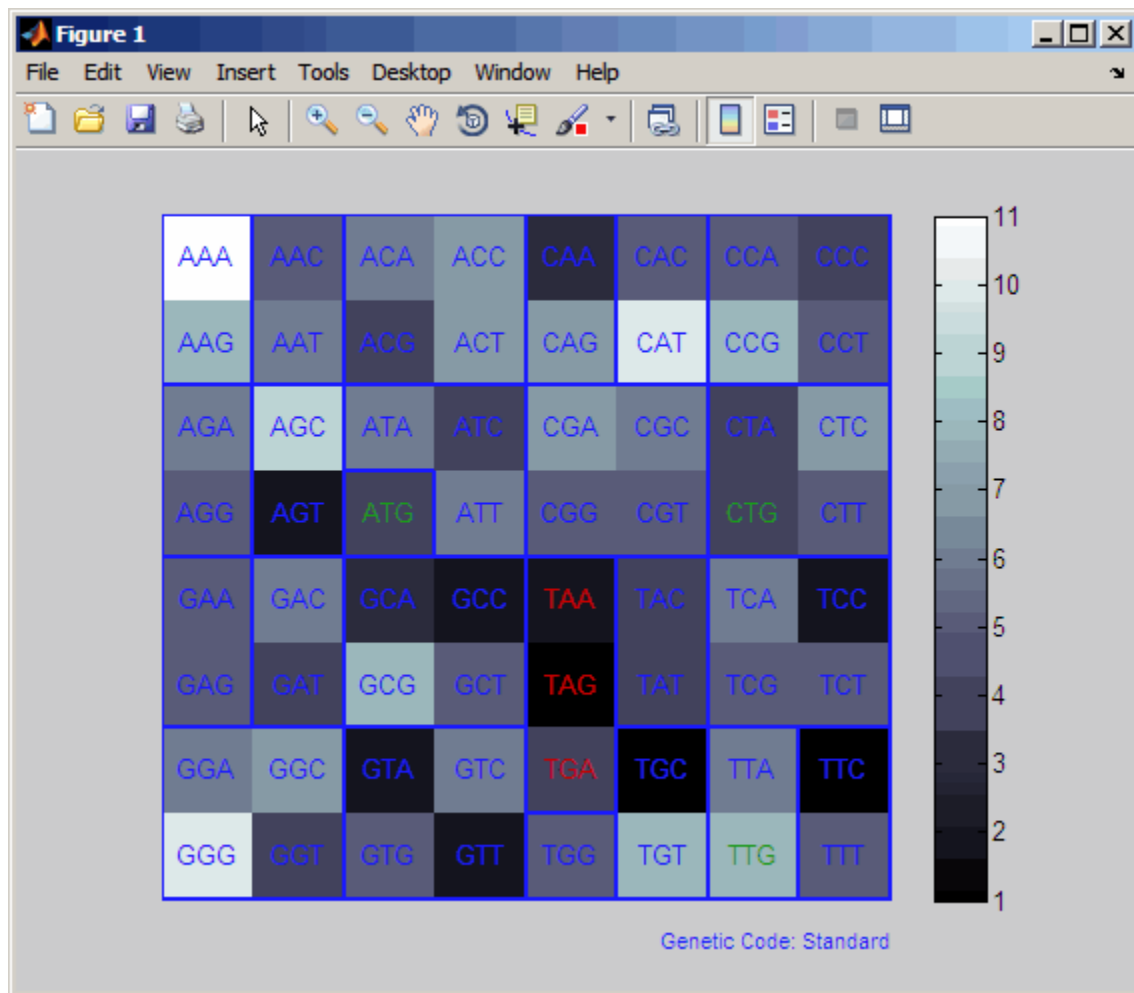 Figure 1
File Edit View Insert Tools Desktop Window Help
AAA AAC ACA ACC CAA CAC CCA CCC
AAG AAT ACG ACT CAG CAT CCG CCT
AGA AGC ATA ATC CGA CGC CTA CTC
AGG AGT ATG ATT CGG CGT CTG CTT
GAA GAC GCA GCC TAA TAC TCA TCC
GAG GAT GCG GCT TAG TAT TCG TCT
GGA GGC GTA GTC TGA TGC TTA TTC
GGG GGT GTG GTT TGG TGT TTG TTT
11
10
9
8
7
6
5
4
3
2
1
Genetic Code: Standard